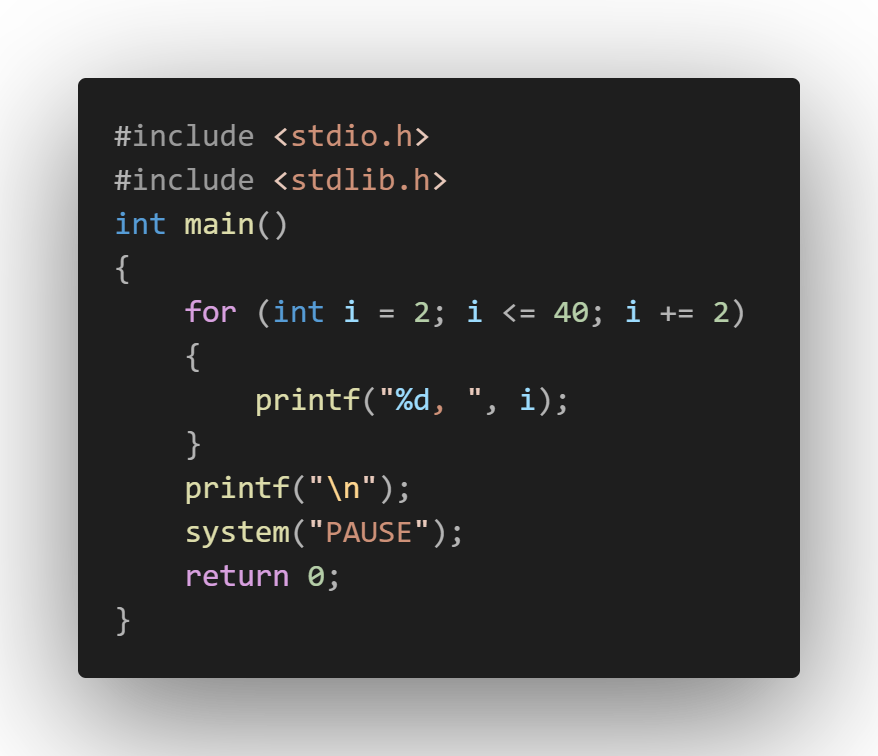 #include <stdio.h>
#include <stdlib.h>
int main()
{
    for (int i = 2; i <= 40; i += 2)
    {
        printf("%d, ", i);
    }
    printf("\n");
    system("PAUSE");
    return 0;
}